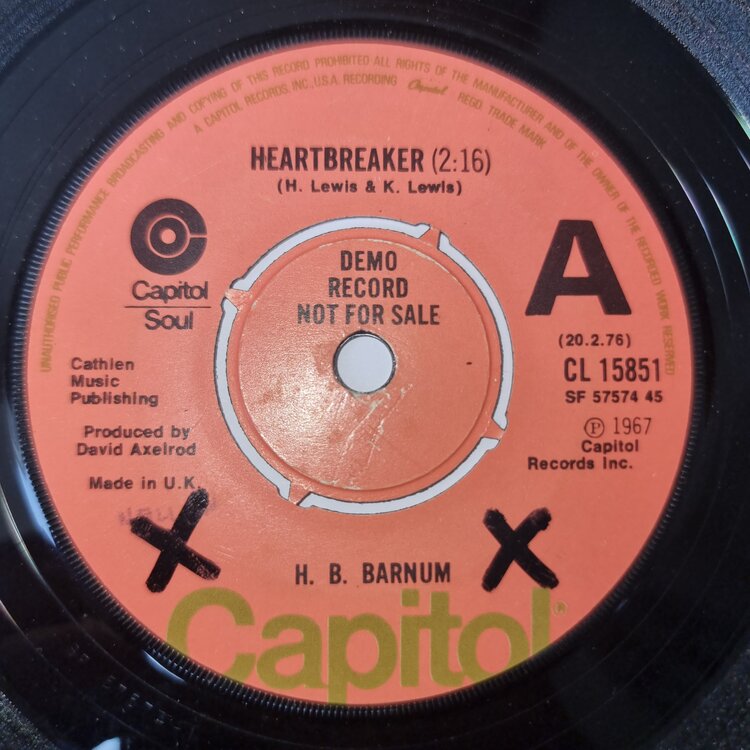 UNAUTHORISED PUBLIC PERFORMANCE BROADCASTING AND COPYING OF THIS RECORD PROHIBITED ALL RIGHTS OF THE MANUFACTURER AND OF THE OWNER OF THE RECORDED WORK RESERVED
A CAPITOL RECORDS, INC., U.S.A. RECORDING Capitol REGD. TRADE MARK
HEARTBREAKER (2:16)
(H. Lewis & K. Lewis)
A
Capitol
Soul
DEMO
RECORD
NOT FOR SALE
(20.2.76)
CL 15851
SF 57574 45
Cathlen
Music
Publishing
Ⓟ 1967
Capitol
Records Inc.
Produced by
David Axelrod
Made in U.K.
X X
H. B. BARNUM
Capitol®